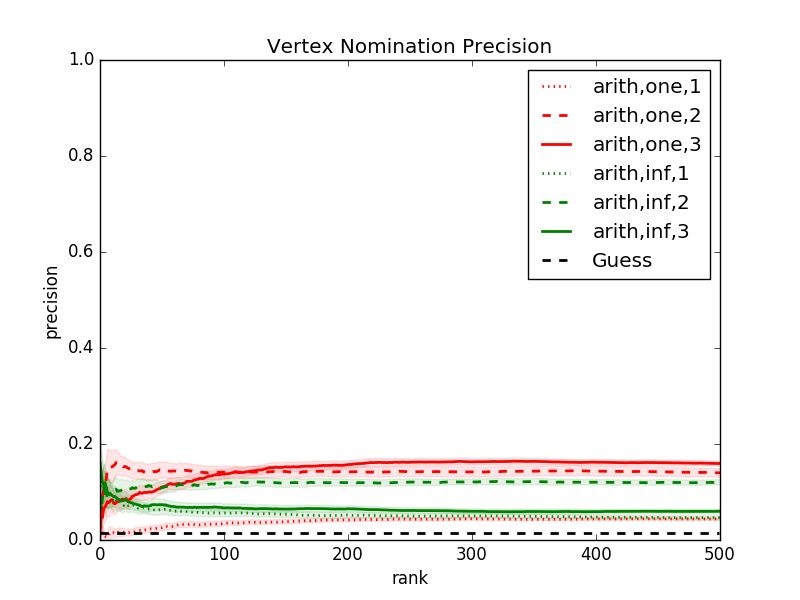 Vertex Nomination Precision
1.0
0.8
0.6
0.4
0.2
0.0
precision
arith,one,1
arith,one,2
arith,one,3
arith,inf,1
arith,inf,2
arith,inf,3
Guess
0 100 200 300 400 500
rank